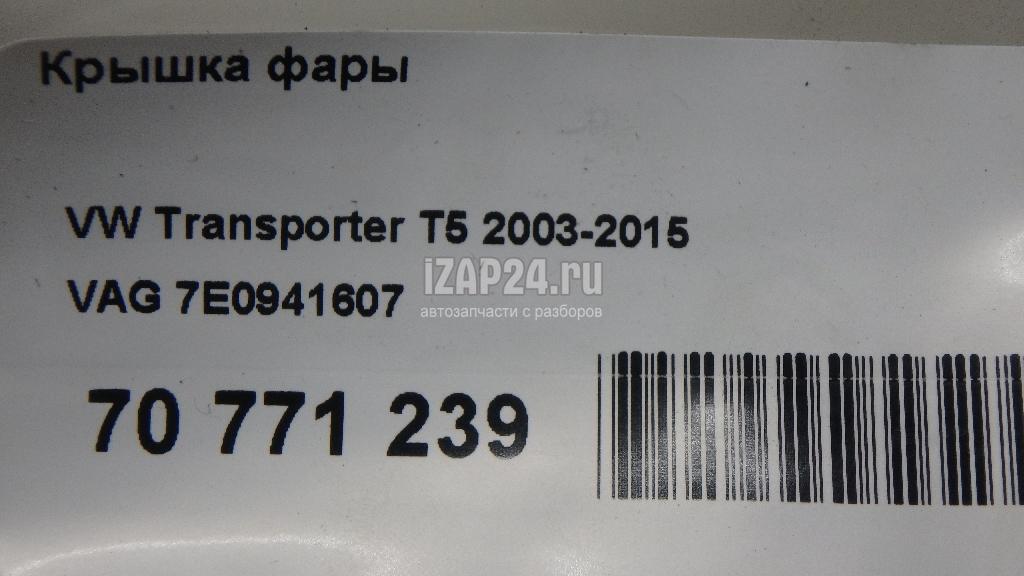 Крышка фары
VW Transporter T5 2003-2015
iZAP24.ru
VAG 7E0941607
автозапчасти с разборов
70 771 239